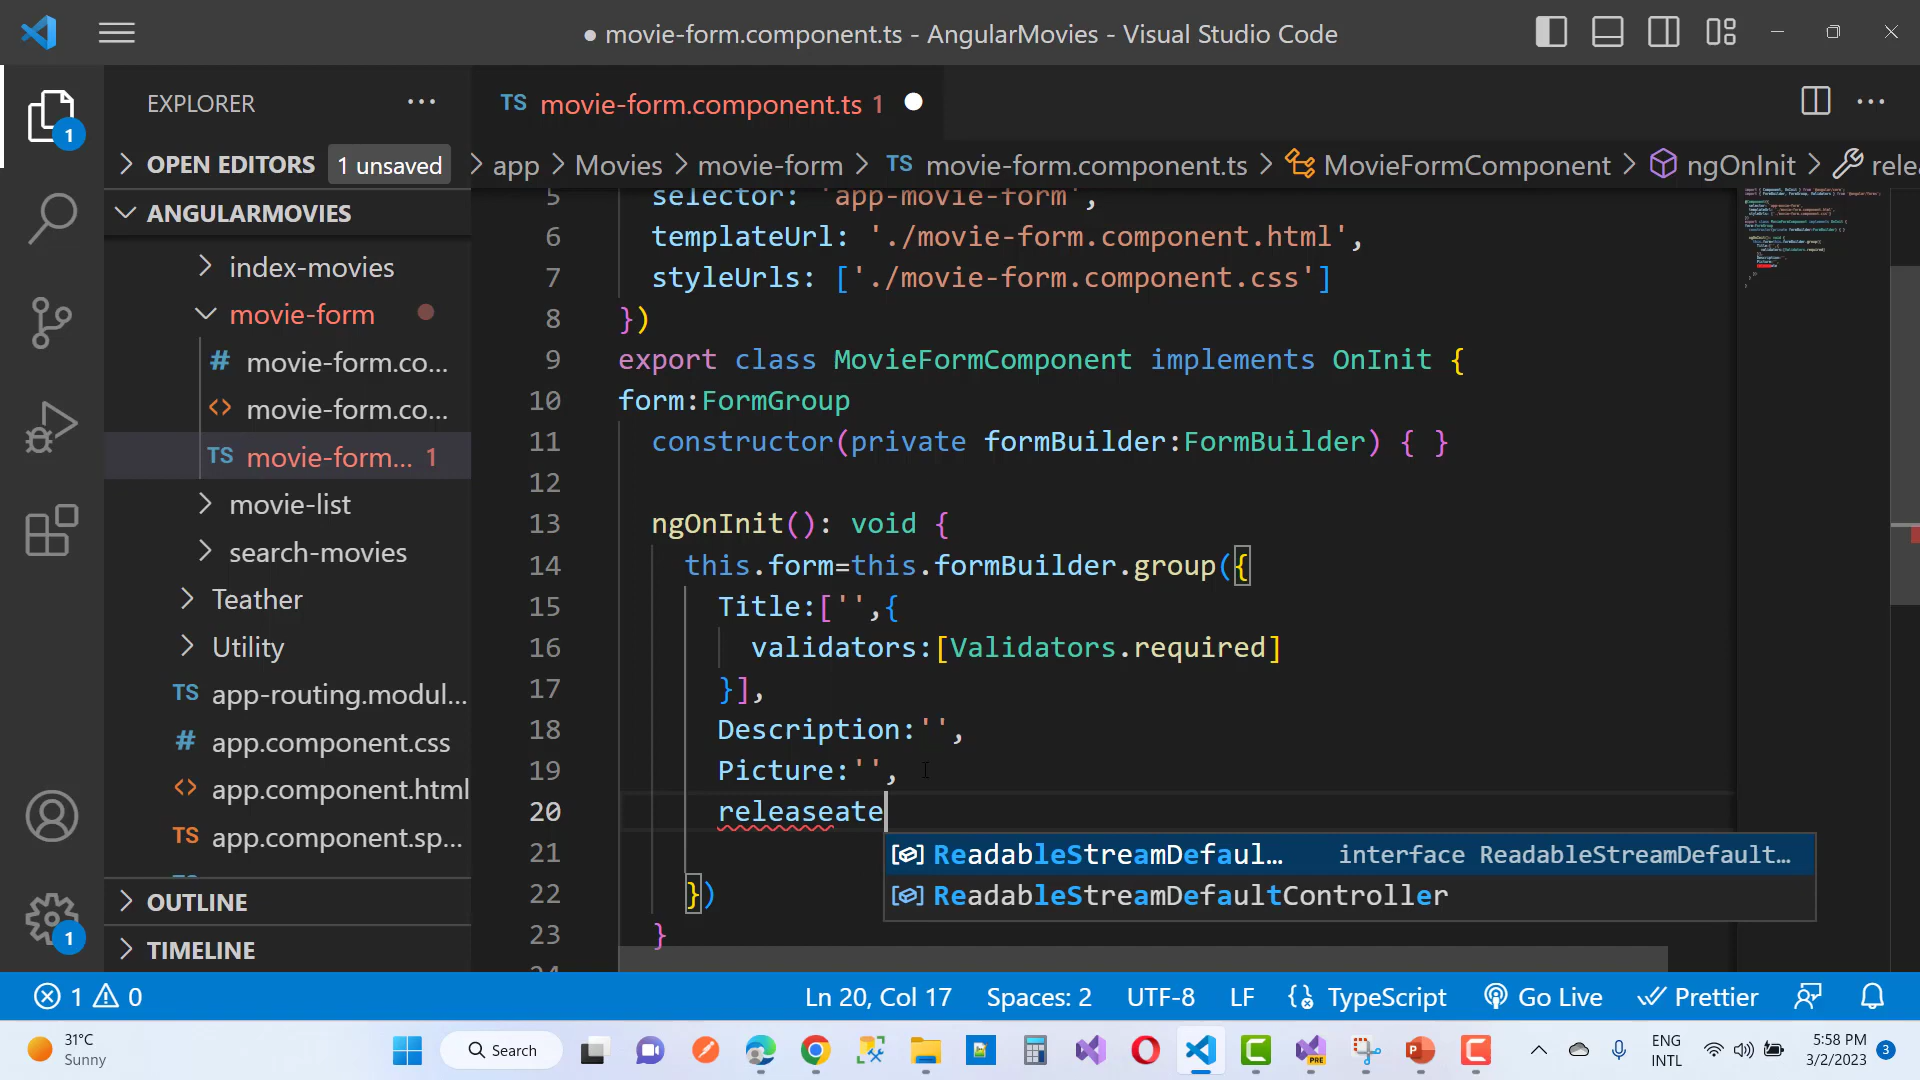 ● movie-form.component.ts - AngularMovies - Visual Studio Code
EXPLORER
TS movie-form.component.ts 1
OPEN EDITORS 1 unsaved
app > Movies > movie-form > TS movie-form.component.ts > MovieFormComponent > ngOnInit > rele
ANGULARMOVIES
index-movies
movie-form
# movie-form.co...
<> movie-form.co...
TS movie-form... 1
movie-list
search-movies
Teather
Utility
TS app-routing.modul...
# app.component.css
<> app.component.html
TS app.component.sp...
OUTLINE
TIMELINE
5 selector: 'app-movie-form',
6 templateUrl: './movie-form.component.html',
7 styleUrls: ['./movie-form.component.css']
8 })
9 export class MovieFormComponent implements OnInit {
10 form:FormGroup
11 constructor(private formBuilder:FormBuilder) { }
12
13 ngOnInit(): void {
14 this.form=this.formBuilder.group({
15 Title:['',{
16 validators:[Validators.required]
17 }],
18 Description:'',
19 Picture:'',
20 releaseate
ReadableStreamDefaul... interface ReadableStreamDefault...
ReadableStreamDefaultController
21
22 })
23 }
1 0
Ln 20, Col 17 Spaces: 2 UTF-8 LF TypeScript Go Live Prettier
31°C
Sunny
Search
ENG
INTL
5:58 PM
3/2/2023
3